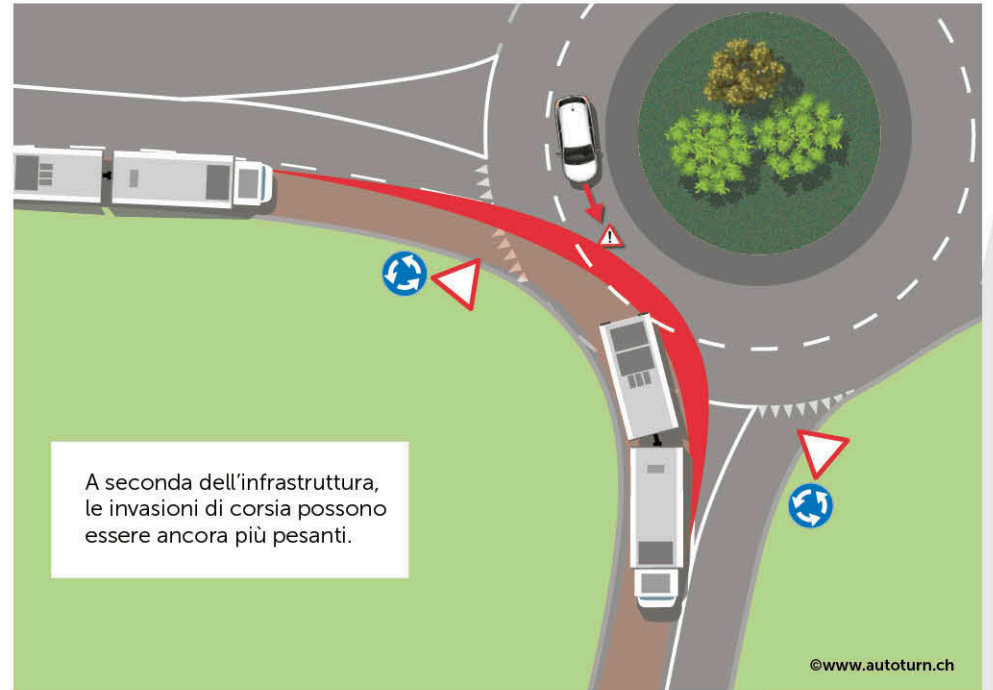 A seconda dell'infrastruttura,
le invasioni di corsia possono
essere ancora più pesanti.
©www.autoturn.ch